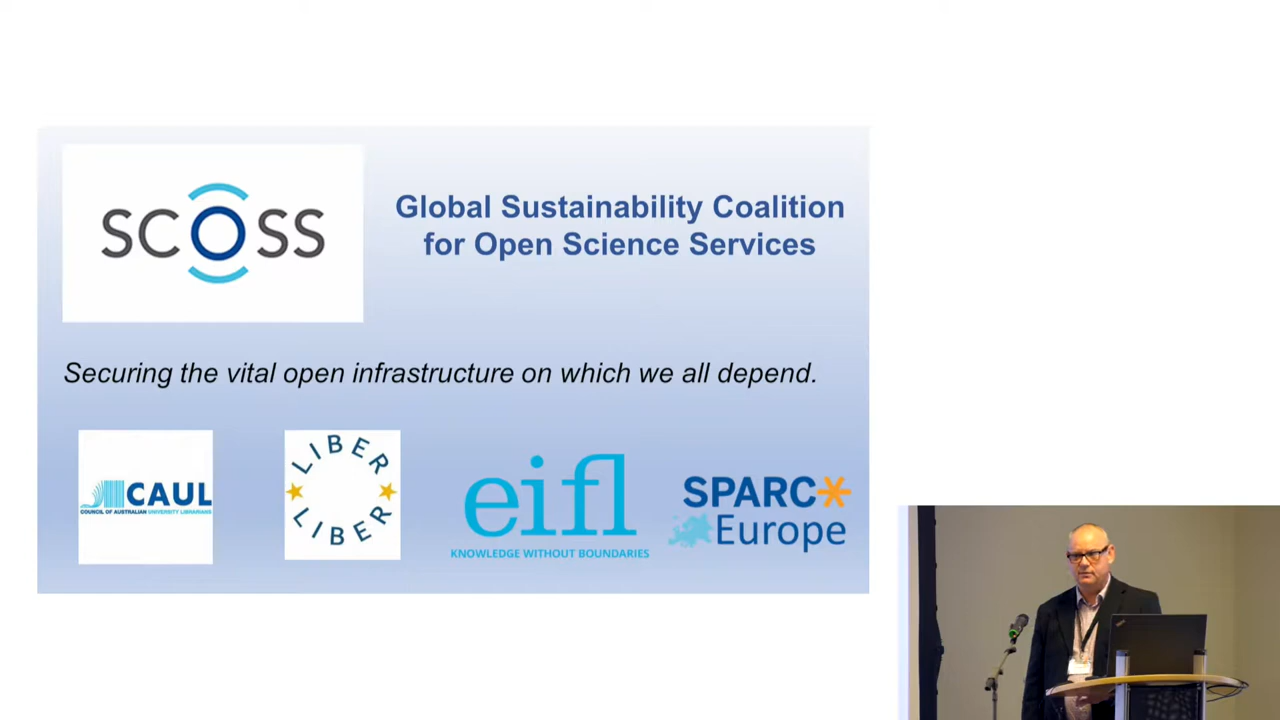 SCOSS
Global Sustainability Coalition
for Open Science Services
Securing the vital open infrastructure on which we all depend.
CAUL
COUNCIL OF AUSTRALIAN UNIVERSITY LIBRARIANS
LIBER
LIBER
eifl
KNOWLEDGE WITHOUT BOUNDARIES
SPARC
Europe